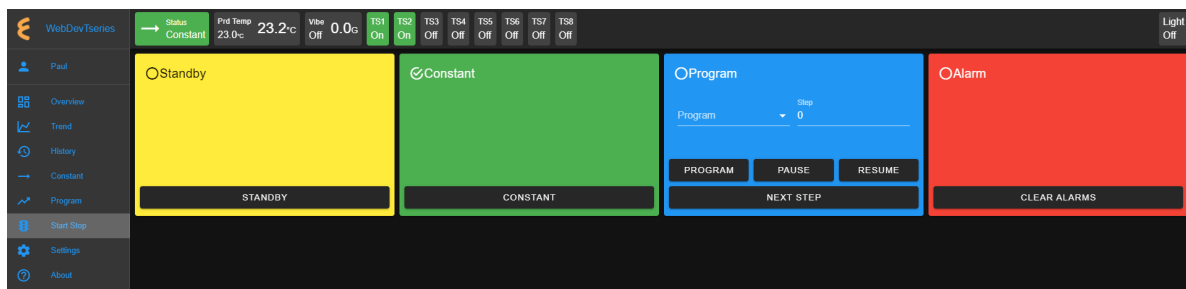 WebDevTseries
Status
Constant
Prd Temp
23.0°C
23.2°C
Vibe
Off
0.0G
TS1
On
TS2
On
TS3
Off
TS4
Off
TS5
Off
TS6
Off
TS7
Off
TS8
Off
Light
Off
Paul
Overview
Trend
History
Constant
Program
Start Stop
Settings
About
Standby
STANDBY
Constant
CONSTANT
Program
Program
Step
0
PROGRAM
PAUSE
RESUME
NEXT STEP
Alarm
CLEAR ALARMS